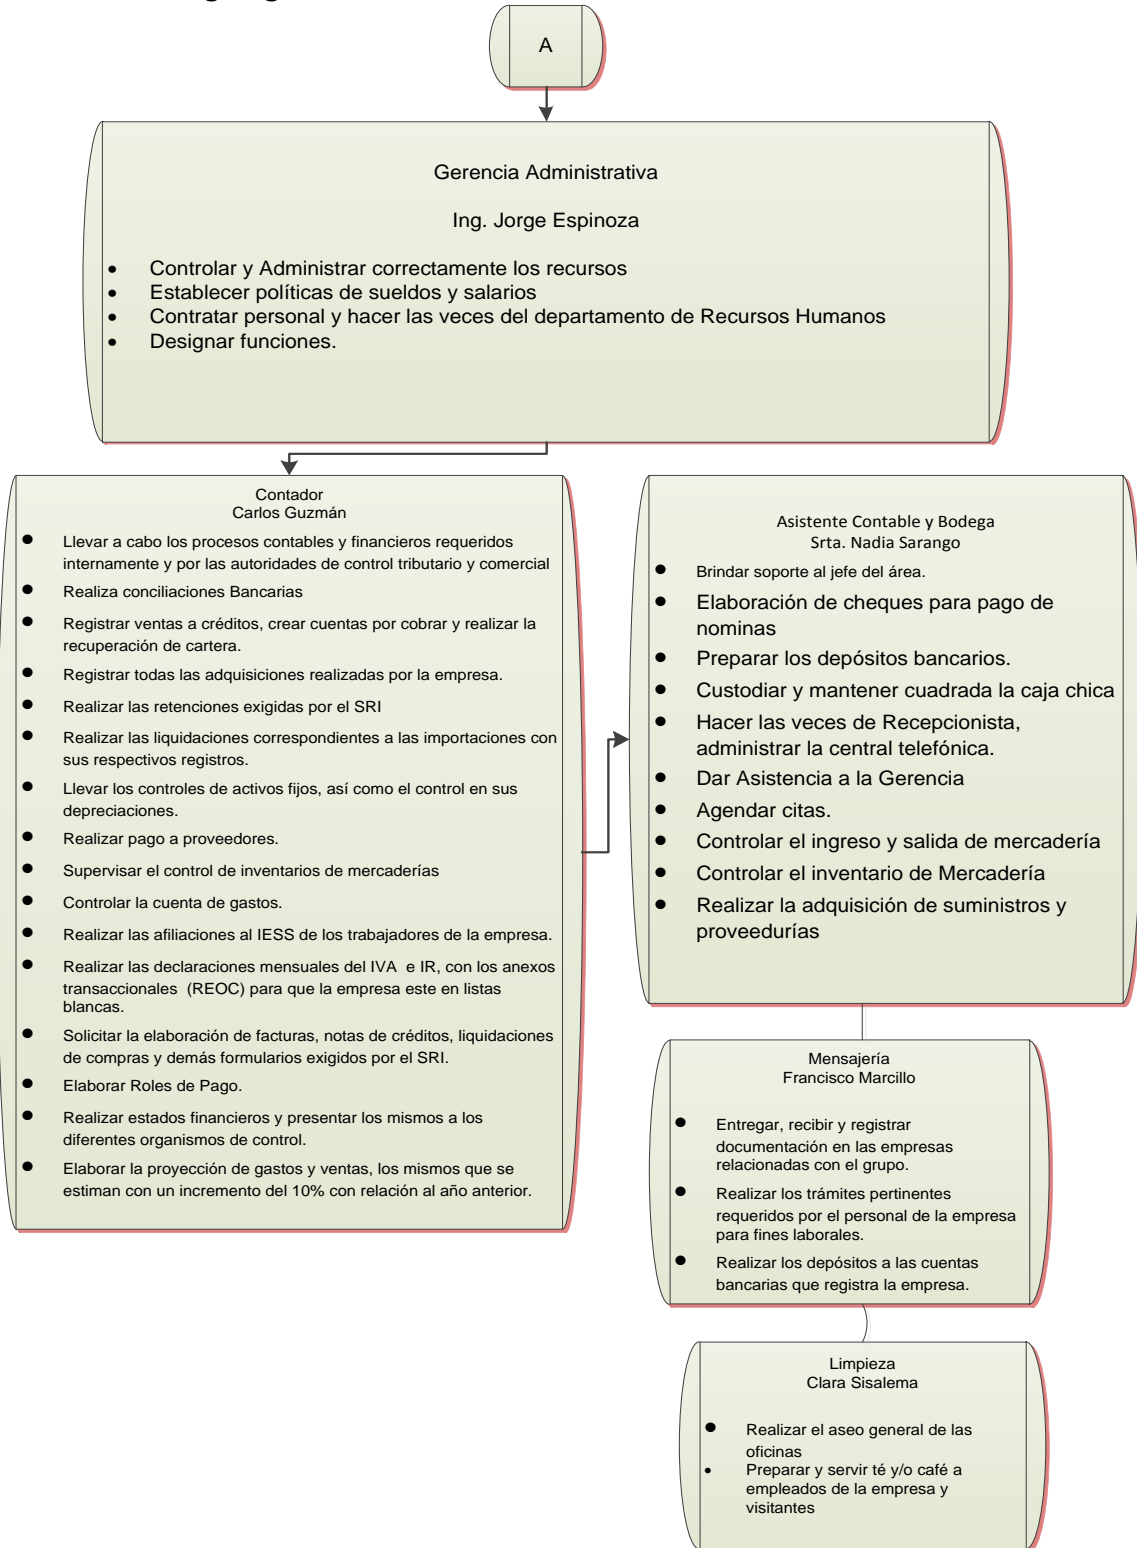 A
Gerencia Administrativa
Ing. Jorge Espinoza
• Controlar y Administrar correctamente los recursos
• Establecer políticas de sueldos y salarios
• Contratar personal y hacer las veces del departamento de Recursos Humanos
• Designar funciones.
Contador
Carlos Guzmán
• Llevar a cabo los procesos contables y financieros requeridos
internamente y por las autoridades de control tributario y comercial
• Realiza conciliaciones Bancarias
• Registrar ventas a créditos, crear cuentas por cobrar y realizar la
recuperación de cartera.
• Registrar todas las adquisiciones realizadas por la empresa.
• Realizar las retenciones exigidas por el SRI
• Realizar las liquidaciones correspondientes a las importaciones con
sus respectivos registros.
• Llevar los controles de activos fijos, así como el control en sus
depreciaciones.
• Realizar pago a proveedores.
• Supervisar el control de inventarios de mercaderías
• Controlar la cuenta de gastos.
• Realizar las afiliaciones al IESS de los trabajadores de la empresa.
• Realizar las declaraciones mensuales del IVA e IR, con los anexos
transaccionales (REOC) para que la empresa este en listas
blancas.
• Solicitar la elaboración de facturas, notas de créditos, liquidaciones
de compras y demás formularios exigidos por el SRI.
• Elaborar Roles de Pago.
• Realizar estados financieros y presentar los mismos a los
diferentes organismos de control.
• Elaborar la proyección de gastos y ventas, los mismos que se
estiman con un incremento del 10% con relación al año anterior.
Asistente Contable y Bodega
Srta. Nadia Sarango
• Brindar soporte al jefe del área.
• Elaboración de cheques para pago de
nominas
• Preparar los depósitos bancarios.
• Custodiar y mantener cuadrada la caja chica
• Hacer las veces de Recepcionista,
administrar la central telefónica.
• Dar Asistencia a la Gerencia
• Agendar citas.
• Controlar el ingreso y salida de mercadería
• Controlar el inventario de Mercadería
• Realizar la adquisición de suministros y
proveedurías
Mensajería
Francisco Marcillo
• Entregar, recibir y registrar
documentación en las empresas
relacionadas con el grupo.
• Realizar los trámites pertinentes
requeridos por el personal de la empresa
para fines laborales.
• Realizar los depósitos a las cuentas
bancarias que registra la empresa.
Limpieza
Clara Sisalema
• Realizar el aseo general de las
oficinas
• Preparar y servir té y/o café a
empleados de la empresa y
visitantes